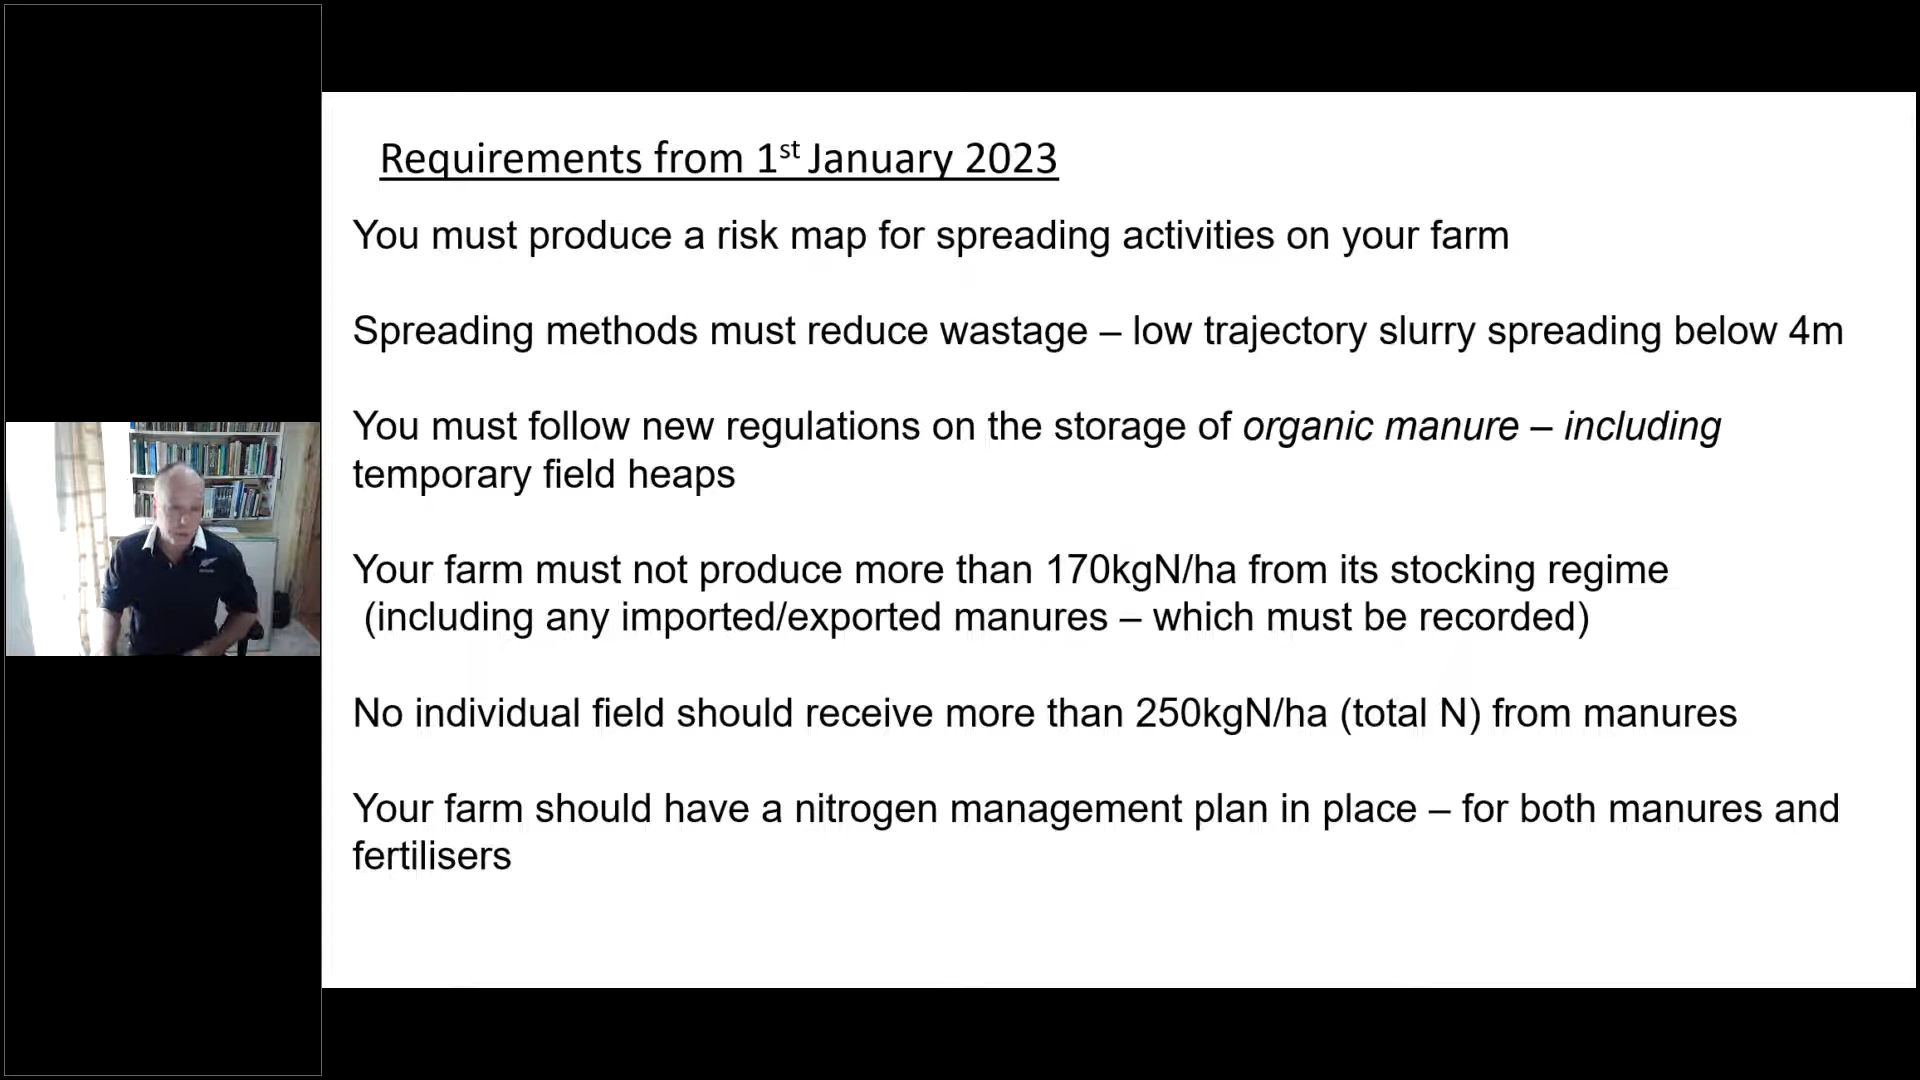 Requirements from 1st January 2023
You must produce a risk map for spreading activities on your farm
Spreading methods must reduce wastage – low trajectory slurry spreading below 4m
You must follow new regulations on the storage of organic manure – including
temporary field heaps
Your farm must not produce more than 170kgN/ha from its stocking regime
(including any imported/exported manures – which must be recorded)
No individual field should receive more than 250kgN/ha (total N) from manures
Your farm should have a nitrogen management plan in place – for both manures and
fertilisers